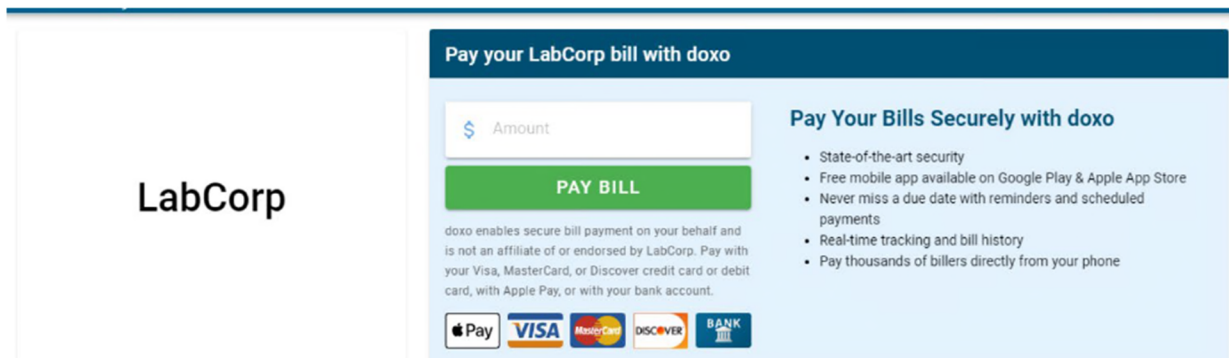 LabCorp
Pay your LabCorp bill with doxo
$ Amount
PAY BILL
doxo enables secure bill payment on your behalf and
is not an affiliate of or endorsed by LabCorp. Pay with
your Visa, MasterCard, or Discover credit card or debit
card, with Apple Pay, or with your bank account.
Pay VISA MasterCard DISCOVER BANK
Pay Your Bills Securely with doxo
• State-of-the-art security
• Free mobile app available on Google Play & Apple App Store
• Never miss a due date with reminders and scheduled
payments
• Real-time tracking and bill history
• Pay thousands of billers directly from your phone